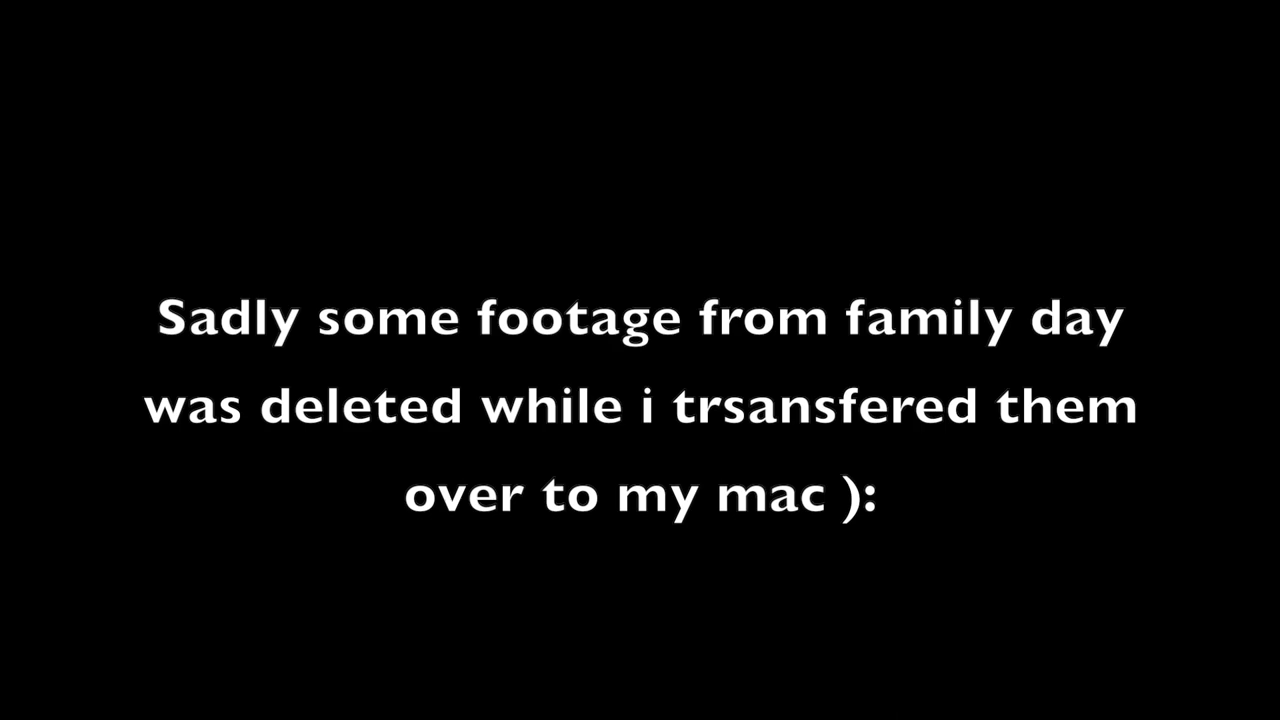 Sadly some footage from family day
was deleted while i trsansfered them
over to my mac ):